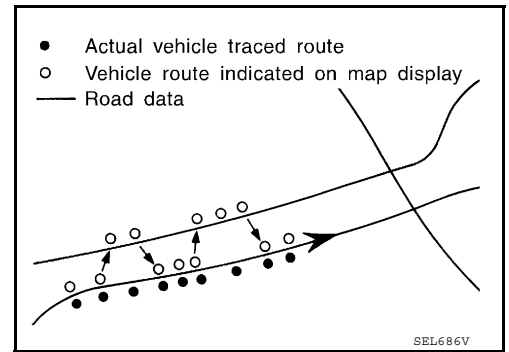 Actual vehicle traced route
Vehicle route indicated on map display
Road data
SEL686V